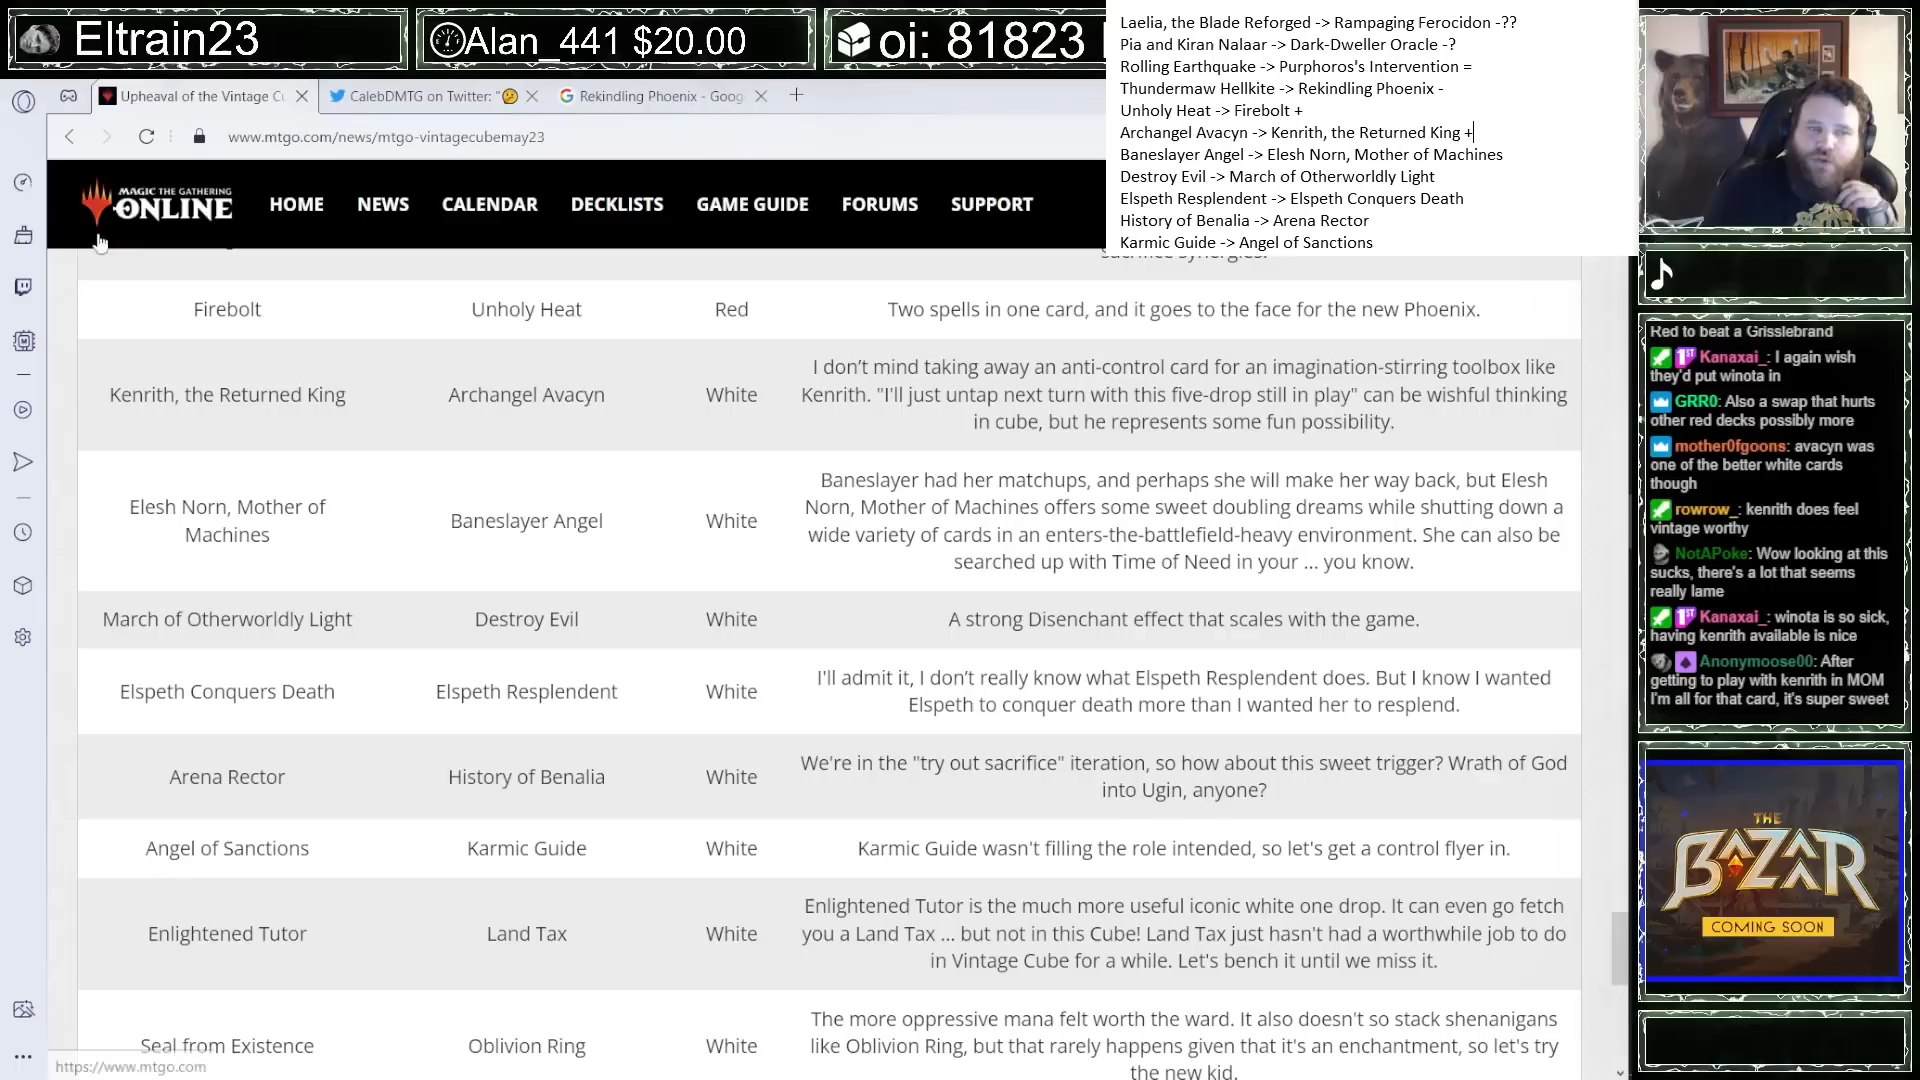 Eltrain23
Alan_441 $20.00
oi: 81823
Laelia, the Blade Reforged -> Rampaging Ferocidon -??
Pia and Kiran Nalaar -> Dark-Dweller Oracle -?
Rolling Earthquake -> Purphoros's Intervention =
Thundermaw Hellkite -> Rekindling Phoenix -
Unholy Heat -> Firebolt +
Archangel Avacyn -> Kenrith, the Returned King +
Baneslayer Angel -> Elesh Norn, Mother of Machines
Destroy Evil -> March of Otherworldly Light
Elspeth Resplendent -> Elspeth Conquers Death
History of Benalia -> Arena Rector
Karmic Guide -> Angel of Sanctions
Upheaval of the Vintage Cu
CalebDMTG on Twitter: "🤔
Rekindling Phoenix - Goog
www.mtgo.com/news/mtgo-vintagecubemay23
MAGIC THE GATHERING
ONLINE
HOME NEWS CALENDAR DECKLISTS GAME GUIDE FORUMS SUPPORT
sacrifice synergies.
Firebolt Unholy Heat Red Two spells in one card, and it goes to the face for the new Phoenix.
I don’t mind taking away an anti-control card for an imagination-stirring toolbox like
Kenrith, the Returned King Archangel Avacyn White Kenrith. "I'll just untap next turn with this five-drop still in play" can be wishful thinking
in cube, but he represents some fun possibility.
Baneslayer had her matchups, and perhaps she will make her way back, but Elesh
Elesh Norn, Mother of
Machines
Baneslayer Angel White
Norn, Mother of Machines offers some sweet doubling dreams while shutting down a
wide variety of cards in an enters-the-battlefield-heavy environment. She can also be
searched up with Time of Need in your ... you know.
March of Otherworldly Light Destroy Evil White A strong Disenchant effect that scales with the game.
Elspeth Conquers Death Elspeth Resplendent White
I'll admit it, I don’t really know what Elspeth Resplendent does. But I know I wanted
Elspeth to conquer death more than I wanted her to resplend.
Arena Rector History of Benalia White
We're in the "try out sacrifice" iteration, so how about this sweet trigger? Wrath of God
into Ugin, anyone?
Angel of Sanctions Karmic Guide White Karmic Guide wasn't filling the role intended, so let's get a control flyer in.
Enlightened Tutor is the much more useful iconic white one drop. It can even go fetch
Enlightened Tutor Land Tax White you a Land Tax ... but not in this Cube! Land Tax just hasn't had a worthwhile job to do
in Vintage Cube for a while. Let's bench it until we miss it.
The more oppressive mana felt worth the ward. It also doesn't so stack shenanigans
Seal from Existence Oblivion Ring White like Oblivion Ring, but that rarely happens given that it's an enchantment, so let's try
the new kid.
https://www.mtgo.com
Red to beat a Grisslebrand
Kanaxai_: I again wish
they'd put winota in
GRR0: Also a swap that hurts
other red decks possibly more
mother0fgoons: avacyn was
one of the better white cards
though
rowrow_: kenrith does feel
vintage worthy
NotAPoke: Wow looking at this
sucks, there's a lot that seems
really lame
Kanaxai_: winota is so sick,
having kenrith available is nice
Anonymoose00: After
getting to play with kenrith in MOM
I'm all for that card, it's super sweet
THE
BAZAAR
COMING SOON